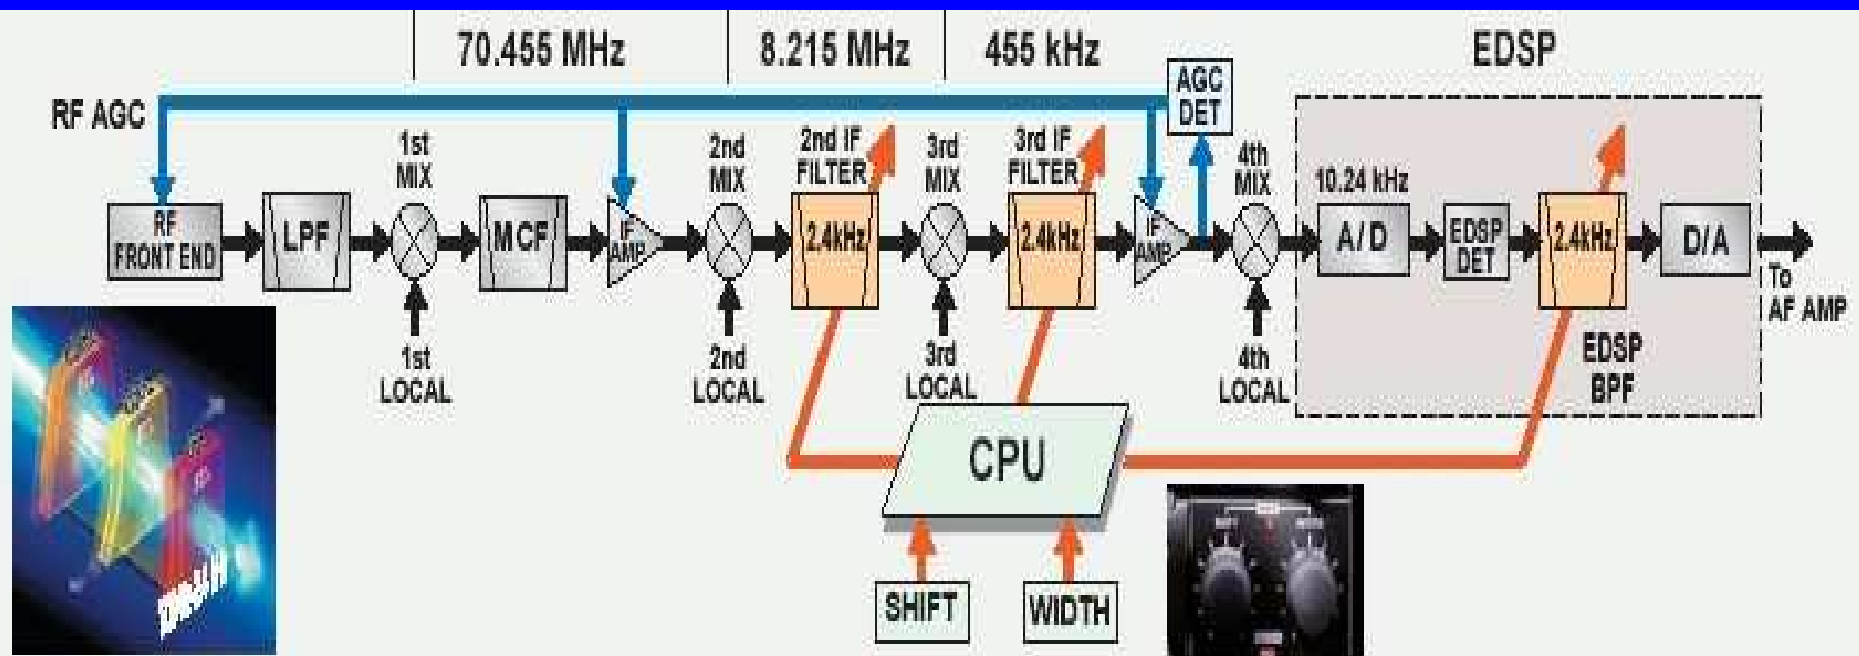 70.455 MHz
8.215 MHz
455 kHz
EDSP
RF AGC
AGC
DET
1st
MIX
2nd
MIX
2nd IF
FILTER
3rd
MIX
3rd IF
FILTER
4th
MIX
10.24 kHz
RF
FRONT END
LPF
MCF
IF
AMP
2.4kHz
2.4kHz
IF
AMP
A/D
EDSP
DET
2.4kHz
D/A
To
AF AMP
1st
LOCAL
2nd
LOCAL
3rd
LOCAL
4th
LOCAL
EDSP
BPF
CPU
SHIFT
WIDTH